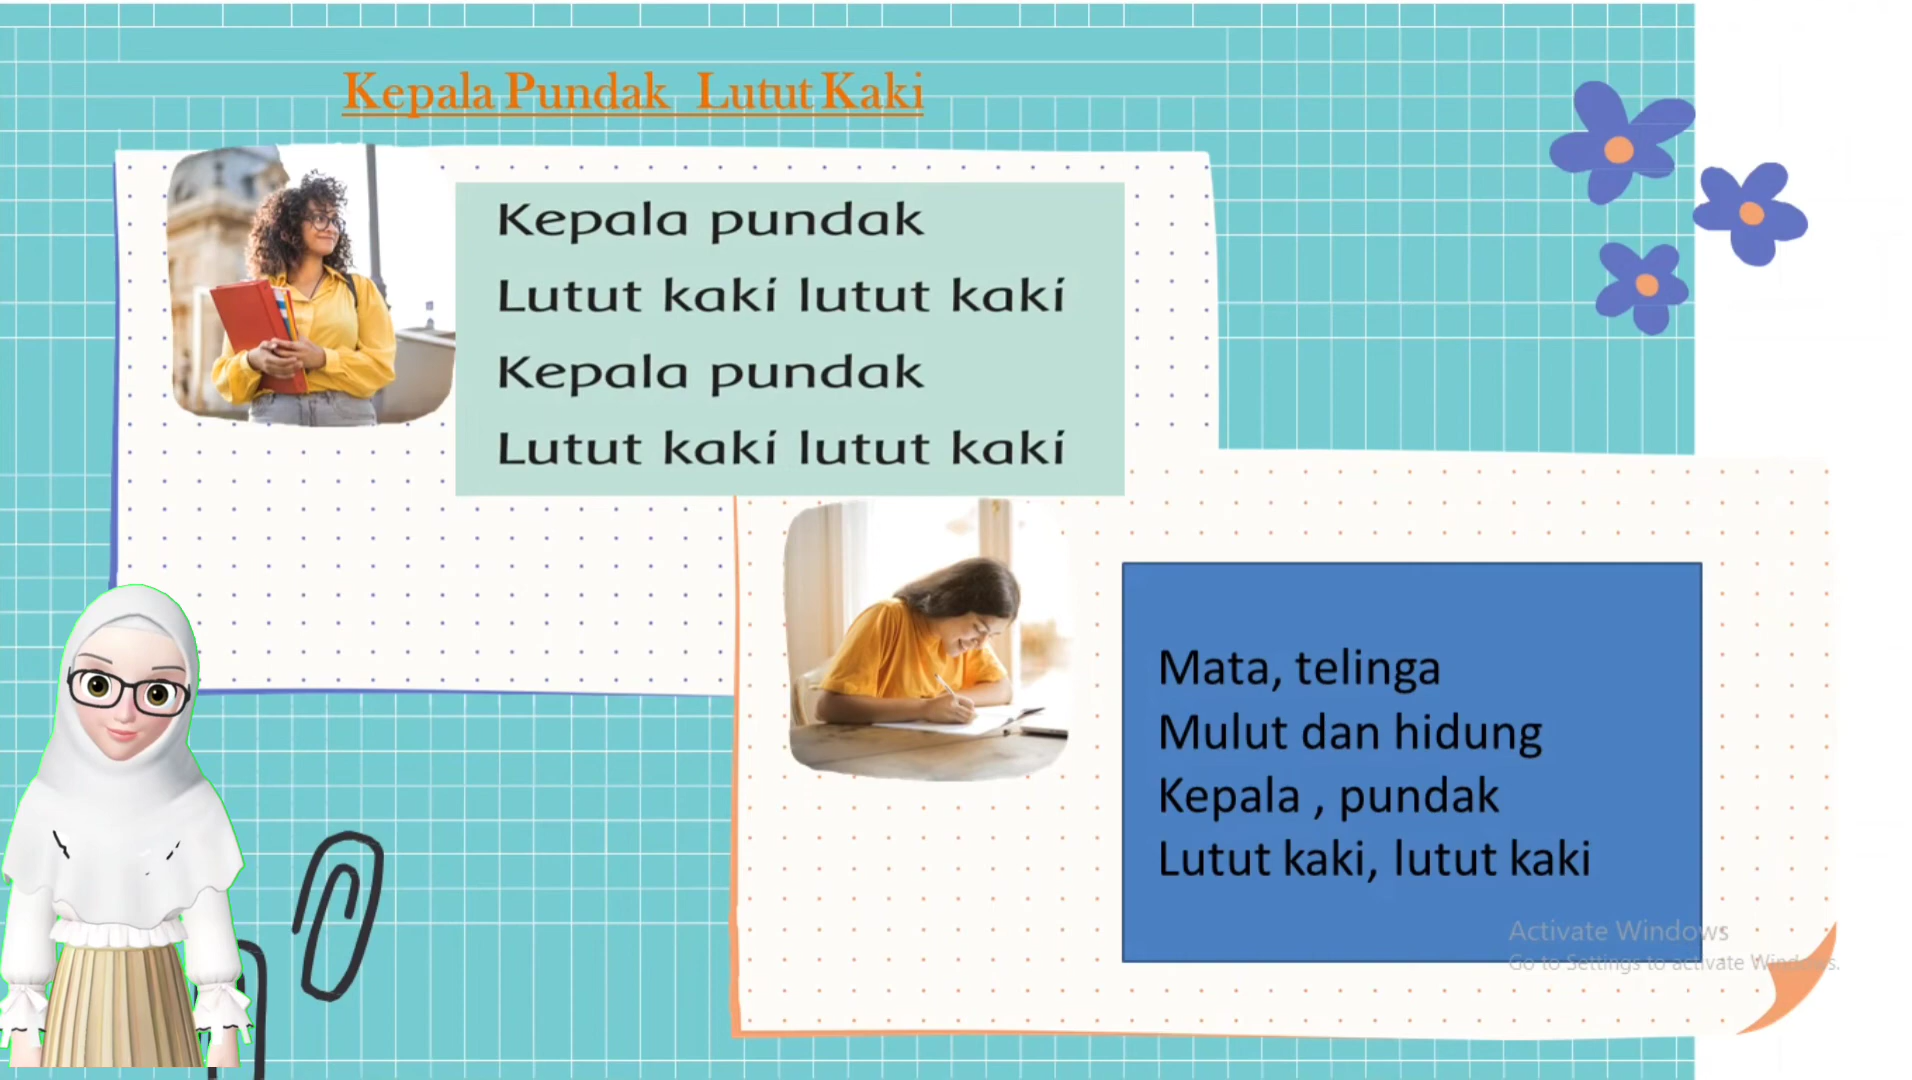 Kepala Pundak Lutut Kaki
Kepala pundak
Lutut kaki lutut kaki
Kepala pundak
Lutut kaki lutut kaki
Mata, telinga
Mulut dan hidung
Kepala , pundak
Lutut kaki, lutut kaki
Activate Windows
Go to Settings to activate Windows.